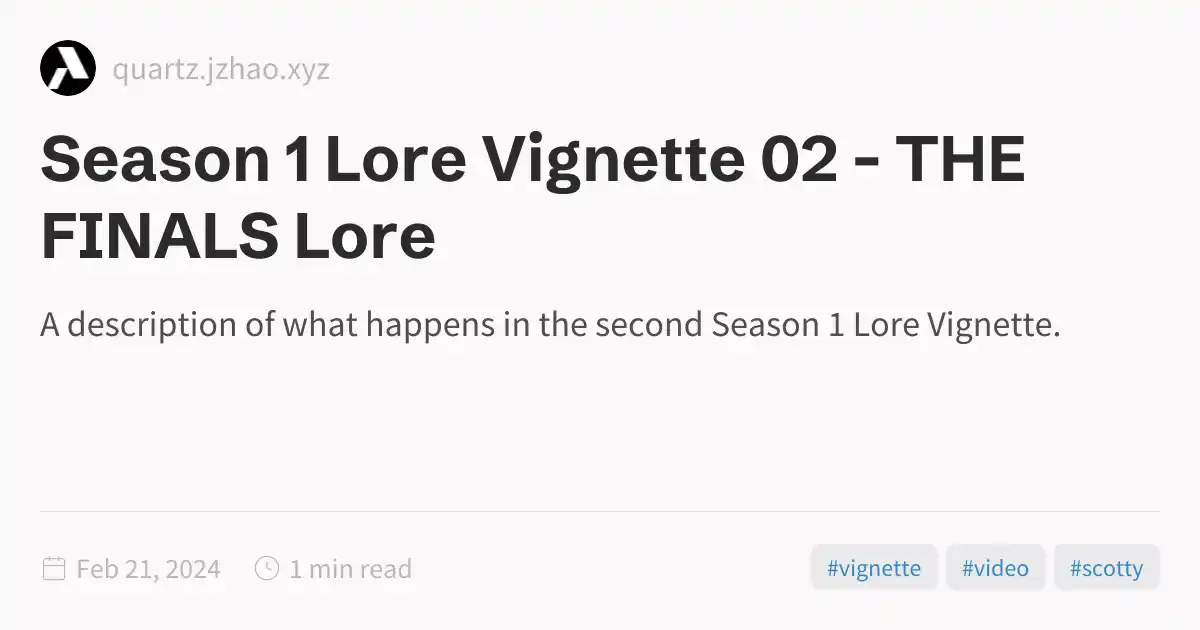 quartz.jzhao.xyz
Season 1 Lore Vignette 02 - THE
FINALS Lore
A description of what happens in the second Season 1 Lore Vignette.
Feb 21, 2024
1 min read
#vignette
#video
#scotty